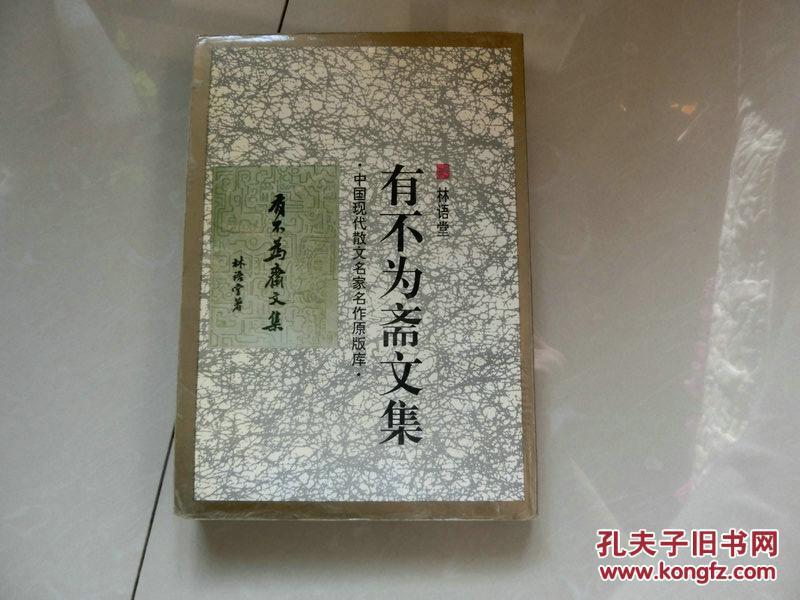 林语堂
有不为斋文集
·中国现代散文名家名作原版库·
有不為齋文集
林语堂著
孔夫子旧书网
www.kongfz.com